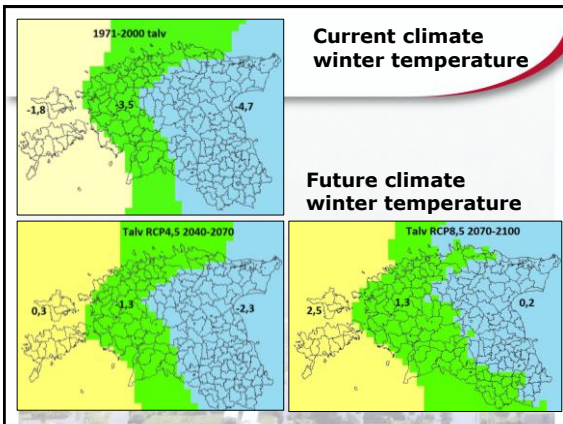 1971-2000 talv
-1,8
-3,5
-4,7
Current climate
winter temperature
Future climate
winter temperature
Talv RCP4,5 2040-2070
0,3
-1,3
-2,3
Talv RCP8,5 2070-2100
2,5
1,3
0,2